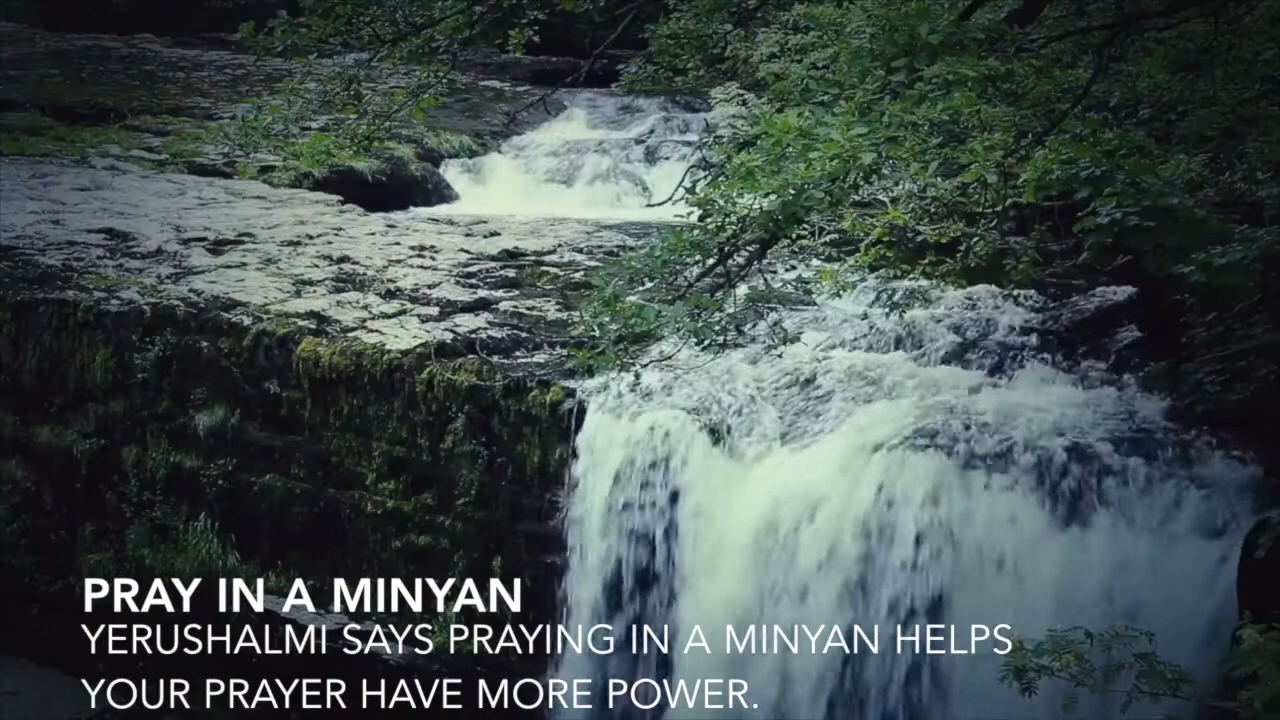 PRAY IN A MINYAN
YERUSHALMI SAYS PRAYING IN A MINYAN HELPS
YOUR PRAYER HAVE MORE POWER.